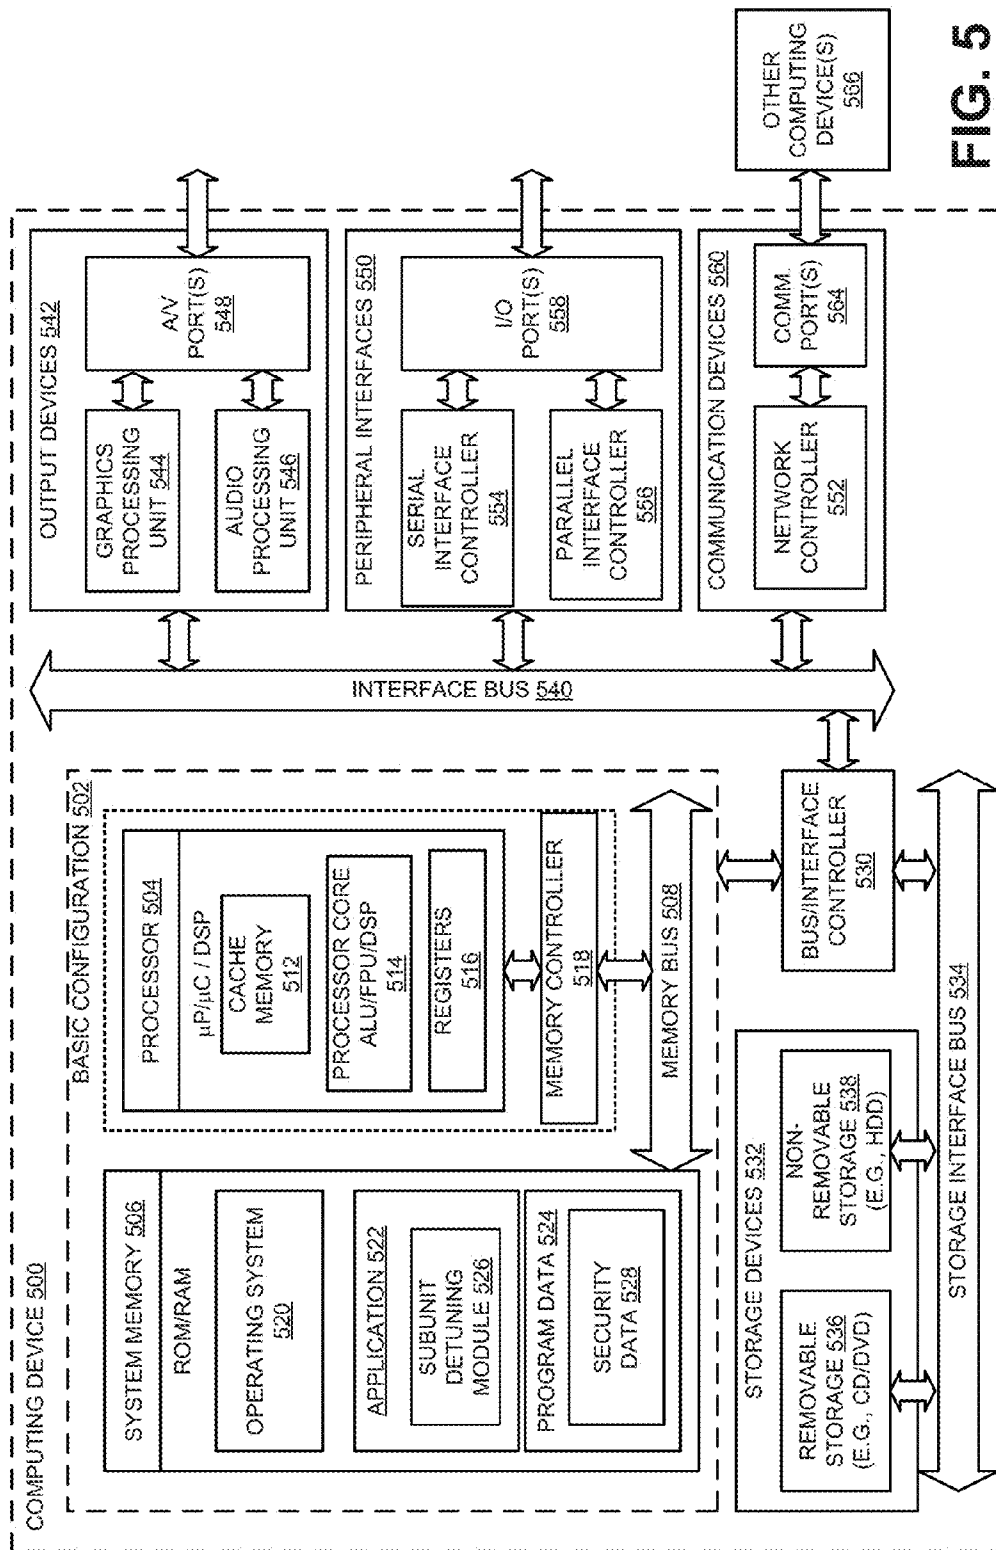 COMPUTING DEVICE 500
BASIC CONFIGURATION 502
SYSTEM MEMORY 506
ROM/RAM
OPERATING SYSTEM
520
APPLICATION 522
SUBUNIT
DETUNING
MODULE 526
PROGRAM DATA 524
SECURITY
DATA 528
PROCESSOR 504
µP/µC / DSP
CACHE
MEMORY
512
PROCESSOR CORE
ALU/FPU/DSP
514
REGISTERS
516
MEMORY CONTROLLER
518
MEMORY BUS 508
STORAGE DEVICES 532
REMOVABLE
STORAGE 536
(E.G., CD/DVD)
NON-
REMOVABLE
STORAGE 538
(E.G., HDD)
STORAGE INTERFACE BUS 534
BUS/INTERFACE
CONTROLLER
530
INTERFACE BUS 540
OUTPUT DEVICES 542
GRAPHICS
PROCESSING
UNIT 544
AUDIO
PROCESSING
UNIT 546
A/V
PORT(S)
548
PERIPHERAL INTERFACES 550
SERIAL
INTERFACE
CONTROLLER
554
PARALLEL
INTERFACE
CONTROLLER
556
I/O
PORT(S)
558
COMMUNICATION DEVICES 560
NETWORK
CONTROLLER
552
COMM.
PORT(S)
564
OTHER
COMPUTING
DEVICE(S)
566
FIG. 5